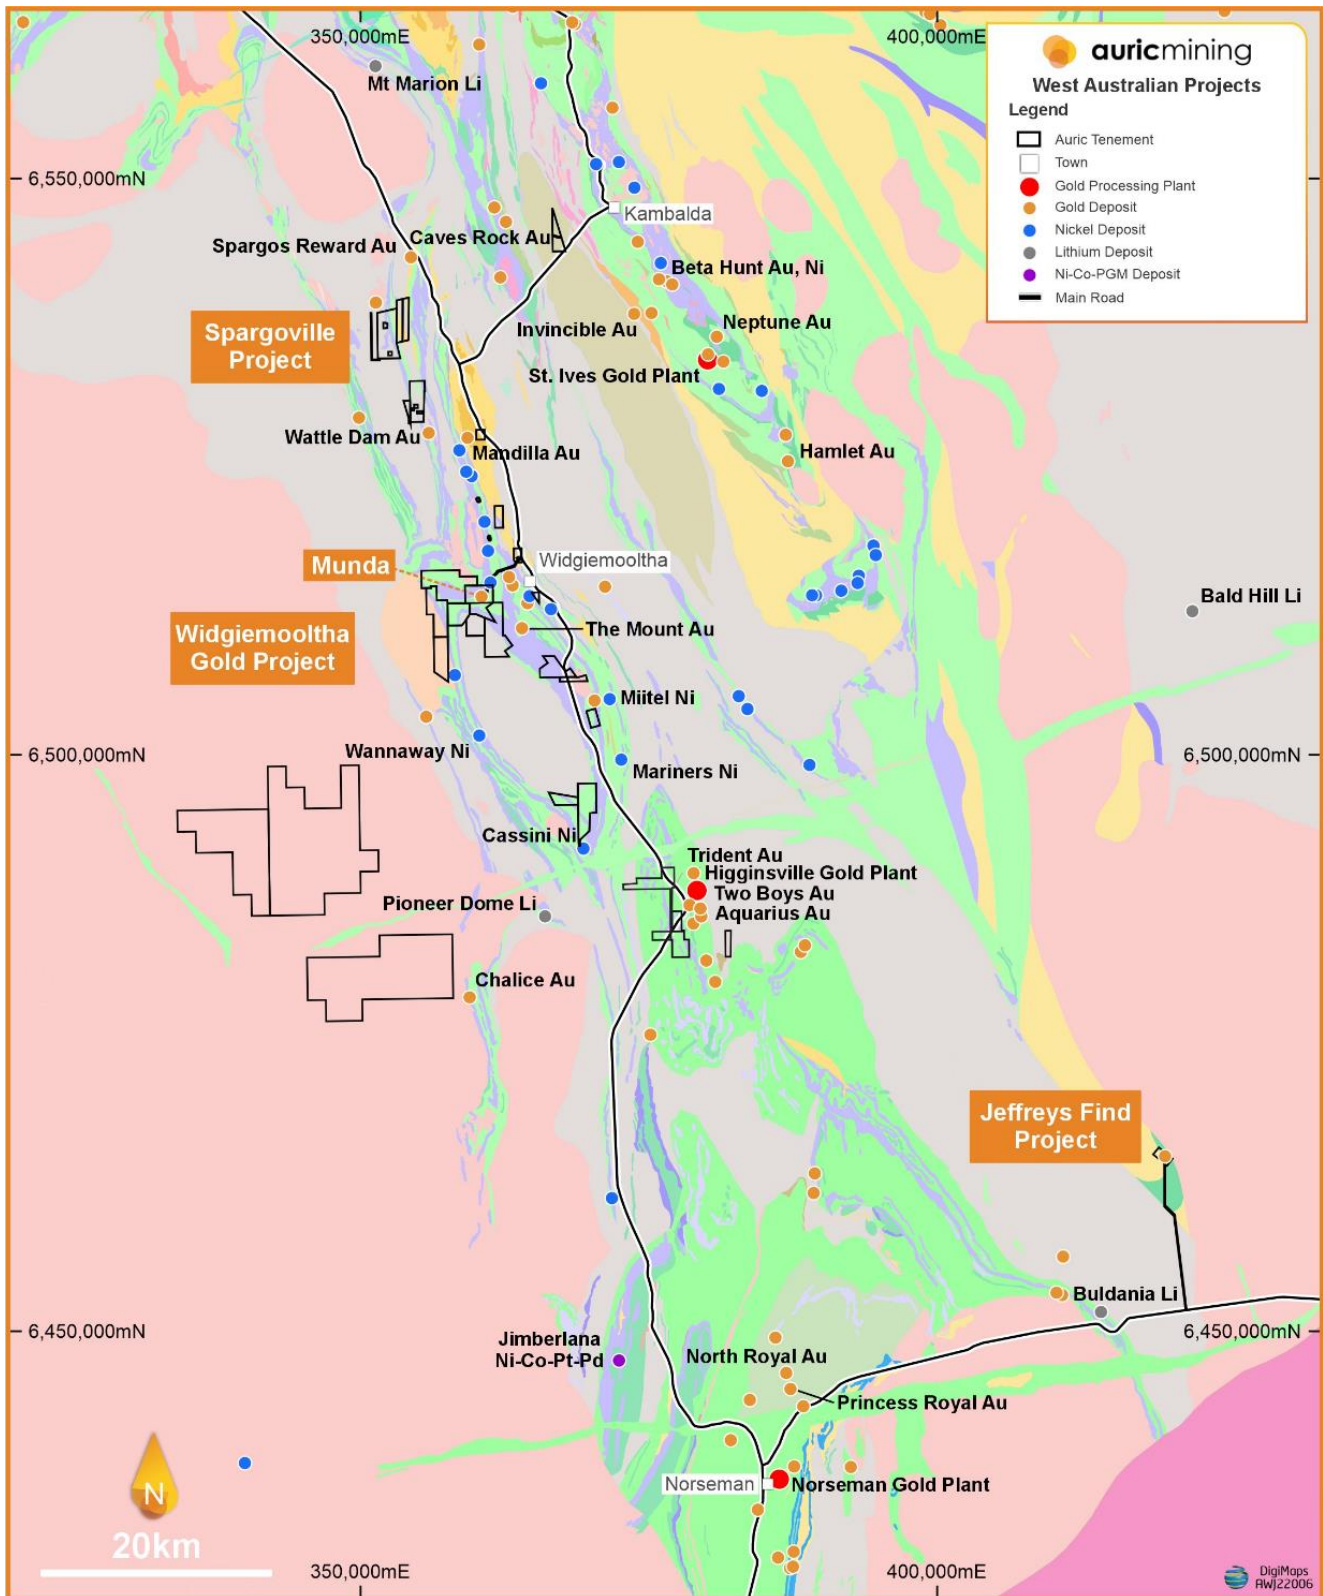 350,000mE
400,000mE
auricmining
West Australian Projects
Legend
Auric Tenement
Town
Gold Processing Plant
Gold Deposit
Nickel Deposit
Lithium Deposit
Ni-Co-PGM Deposit
Main Road
Mt Marion Li
6,550,000mN
Kambalda
Caves Rock Au
Spargos Reward Au
Beta Hunt Au, Ni
Spargoville
Project
Invincible Au
Neptune Au
St. Ives Gold Plant
Wattle Dam Au
Mandilla Au
Hamlet Au
Widgiemooltha
Munda
Bald Hill Li
Widgiemooltha
Gold Project
The Mount Au
Miitel Ni
Wannaway Ni
6,500,000mN
6,500,000mN
Mariners Ni
Cassini Ni
Trident Au
Higginsville Gold Plant
Two Boys Au
Pioneer Dome Li
Aquarius Au
Chalice Au
Jeffreys Find
Project
Buldania Li
6,450,000mN
6,450,000mN
Jimberlana
Ni-Co-Pt-Pd
North Royal Au
Princess Royal Au
Norseman
Norseman Gold Plant
N
20km
350,000mE
400,000mE
DigiMaps
AWJ22006